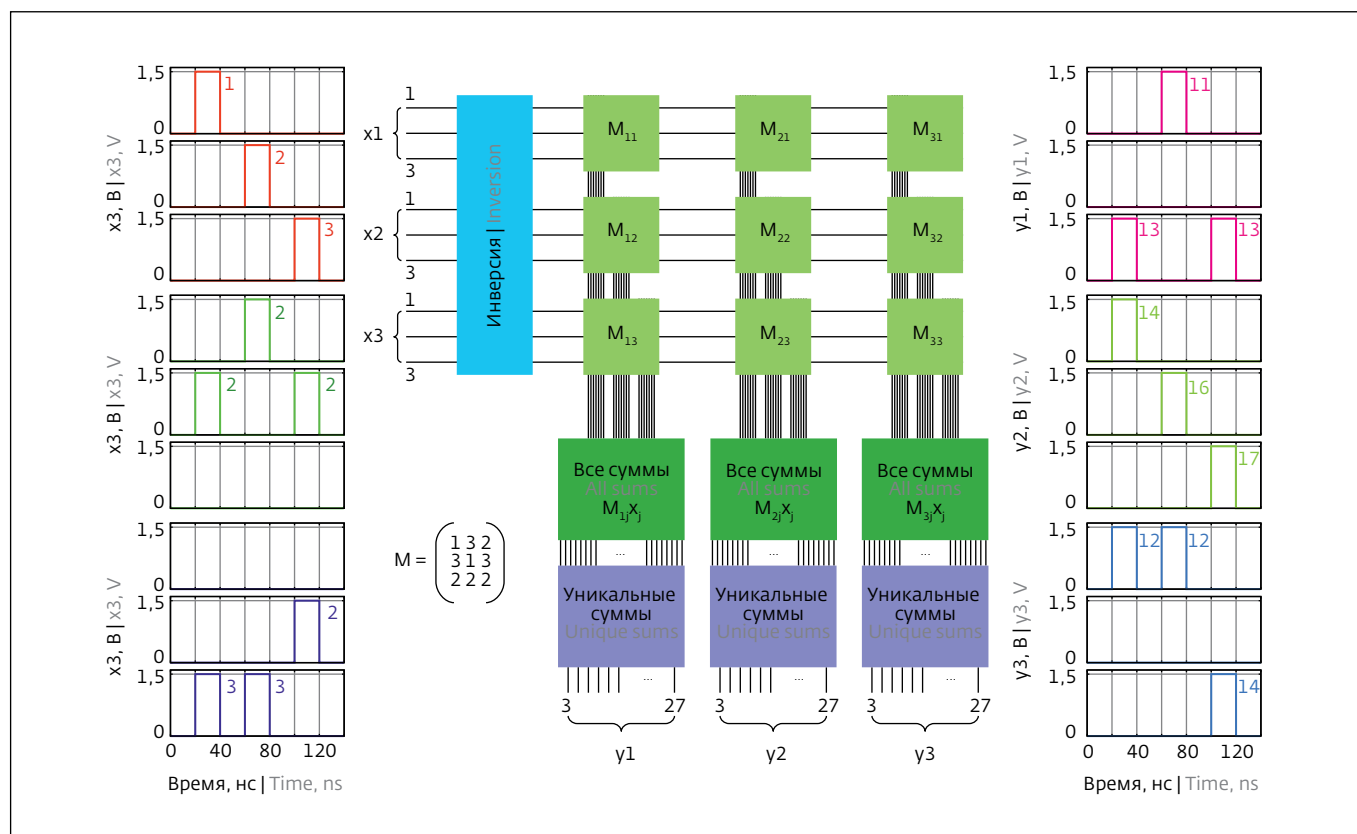 1,5
1
0
1,5
2
0
x3, В | x3, V
1,5
3
0
1,5
2
0
1,5
2
2
0
x3, В | x3, V
1,5
0
1,5
0
1,5
2
0
x3, В | x3, V
1,5
3
3
0
0 40 80 120
Время, нс | Time, ns
1
x1
3
1
x2
3
1
x3
3
Инверсия | Inversion
M11 M21 M31
M12 M22 M32
M13 M23 M33
Все суммы
All sums
M1jxj
Все суммы
All sums
M2jxj
Все суммы
All sums
M3jxj
... ... ...
M =
1 3 2
3 1 3
2 2 2
Уникальные
суммы
Unique sums
Уникальные
суммы
Unique sums
Уникальные
суммы
Unique sums
... ... ...
3 27
3 27
3 27
y1 y2 y3
1,5
11
0
1,5
0
y1, В | y1, V
1,5
13
13
0
1,5
14
0
1,5
16
0
y2, В | y2, V
1,5
17
0
1,5
12
12
0
1,5
0
y3, В | y3, V
1,5
14
0
0 40 80 120
Время, нс | Time, ns